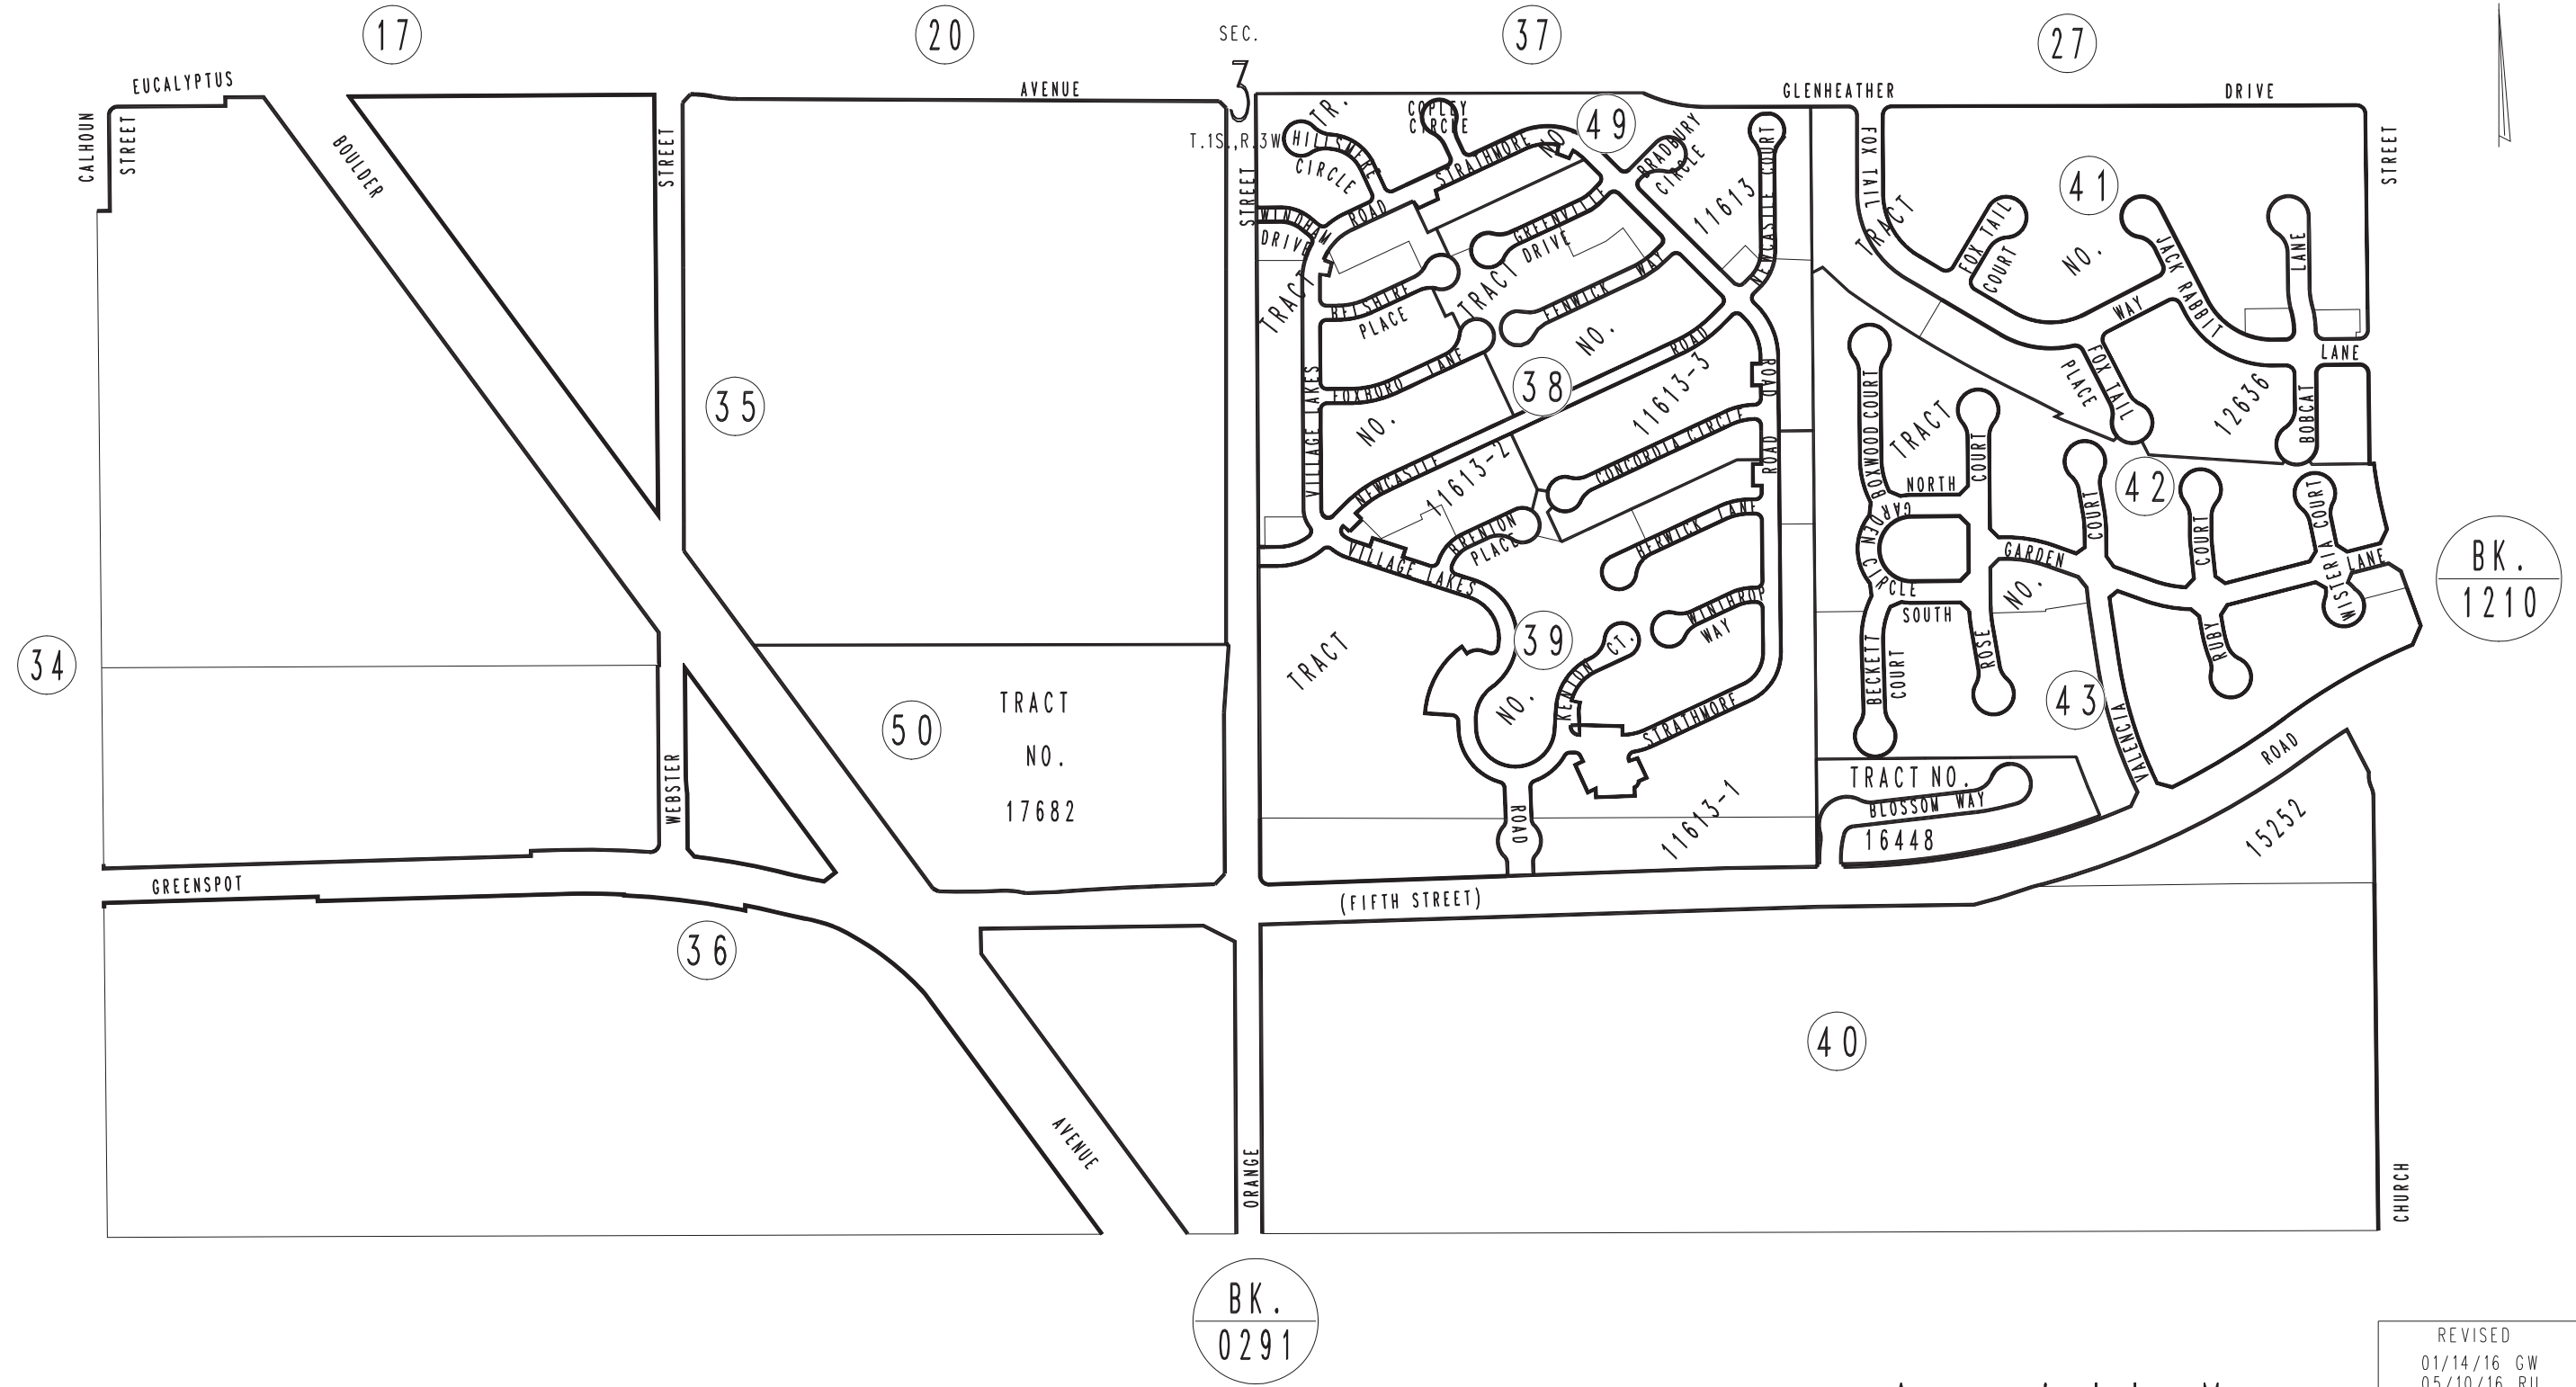 17
20
SEC.
3
T.1S.,R.3W
37
27
EUCALYPTUS
AVENUE
GLENHEATHER
DRIVE
CALHOUN
STREET
BOULDER
STREET
STREET
TR.
HILLSMERE
CIRCLE
COPLEY
CIRCLE
STRATHMORE
ROAD
NO.
49
BRADBURY
CIRCLE
11613
NEWCASTLE COURT
FOX TAIL
TRACT
41
STREET
WINDHAM
DRIVE
GREENVILLE
DRIVE
FOX TAIL
COURT
NO.
JACK RABBIT
LANE
WAY
TRACT
BELSHIRE
PLACE
TRACT
FENWICK
WAY
NO.
LANE
FOXBORO LANE
VILLAGE LAKES
NO.
38
ROAD
11613-3
ROAD
35
FOX TAIL
PLACE
12636
BOBCAT
NEWCASTLE
11613-2
CONCORDIA CIRCLE
ROAD
BOXWOOD COURT
TRACT
COURT
NORTH
GARDEN CIRCLE
SOUTH
42
COURT
COURT
COURT
WISTERIA
LANE
GARDEN
NO.
BK.
1210
BRENTON
PLACE
VILLAGE LAKES
BERWICK LANE
WINTHROP
WAY
39
KENTON
CT.
NO.
STRATHMORE
TRACT
BECKETT
COURT
ROSE
RUBY
43
VALENCIA
34
50
TRACT
NO.
17682
WEBSTER
ROAD
11613-1
TRACT NO.
BLOSSOM WAY
16448
ROAD
15252
GREENSPOT
(FIFTH STREET)
36
40
AVENUE
ORANGE
CHURCH
BK.
0291
REVISED
01/14/16 GW
05/10/16 RU